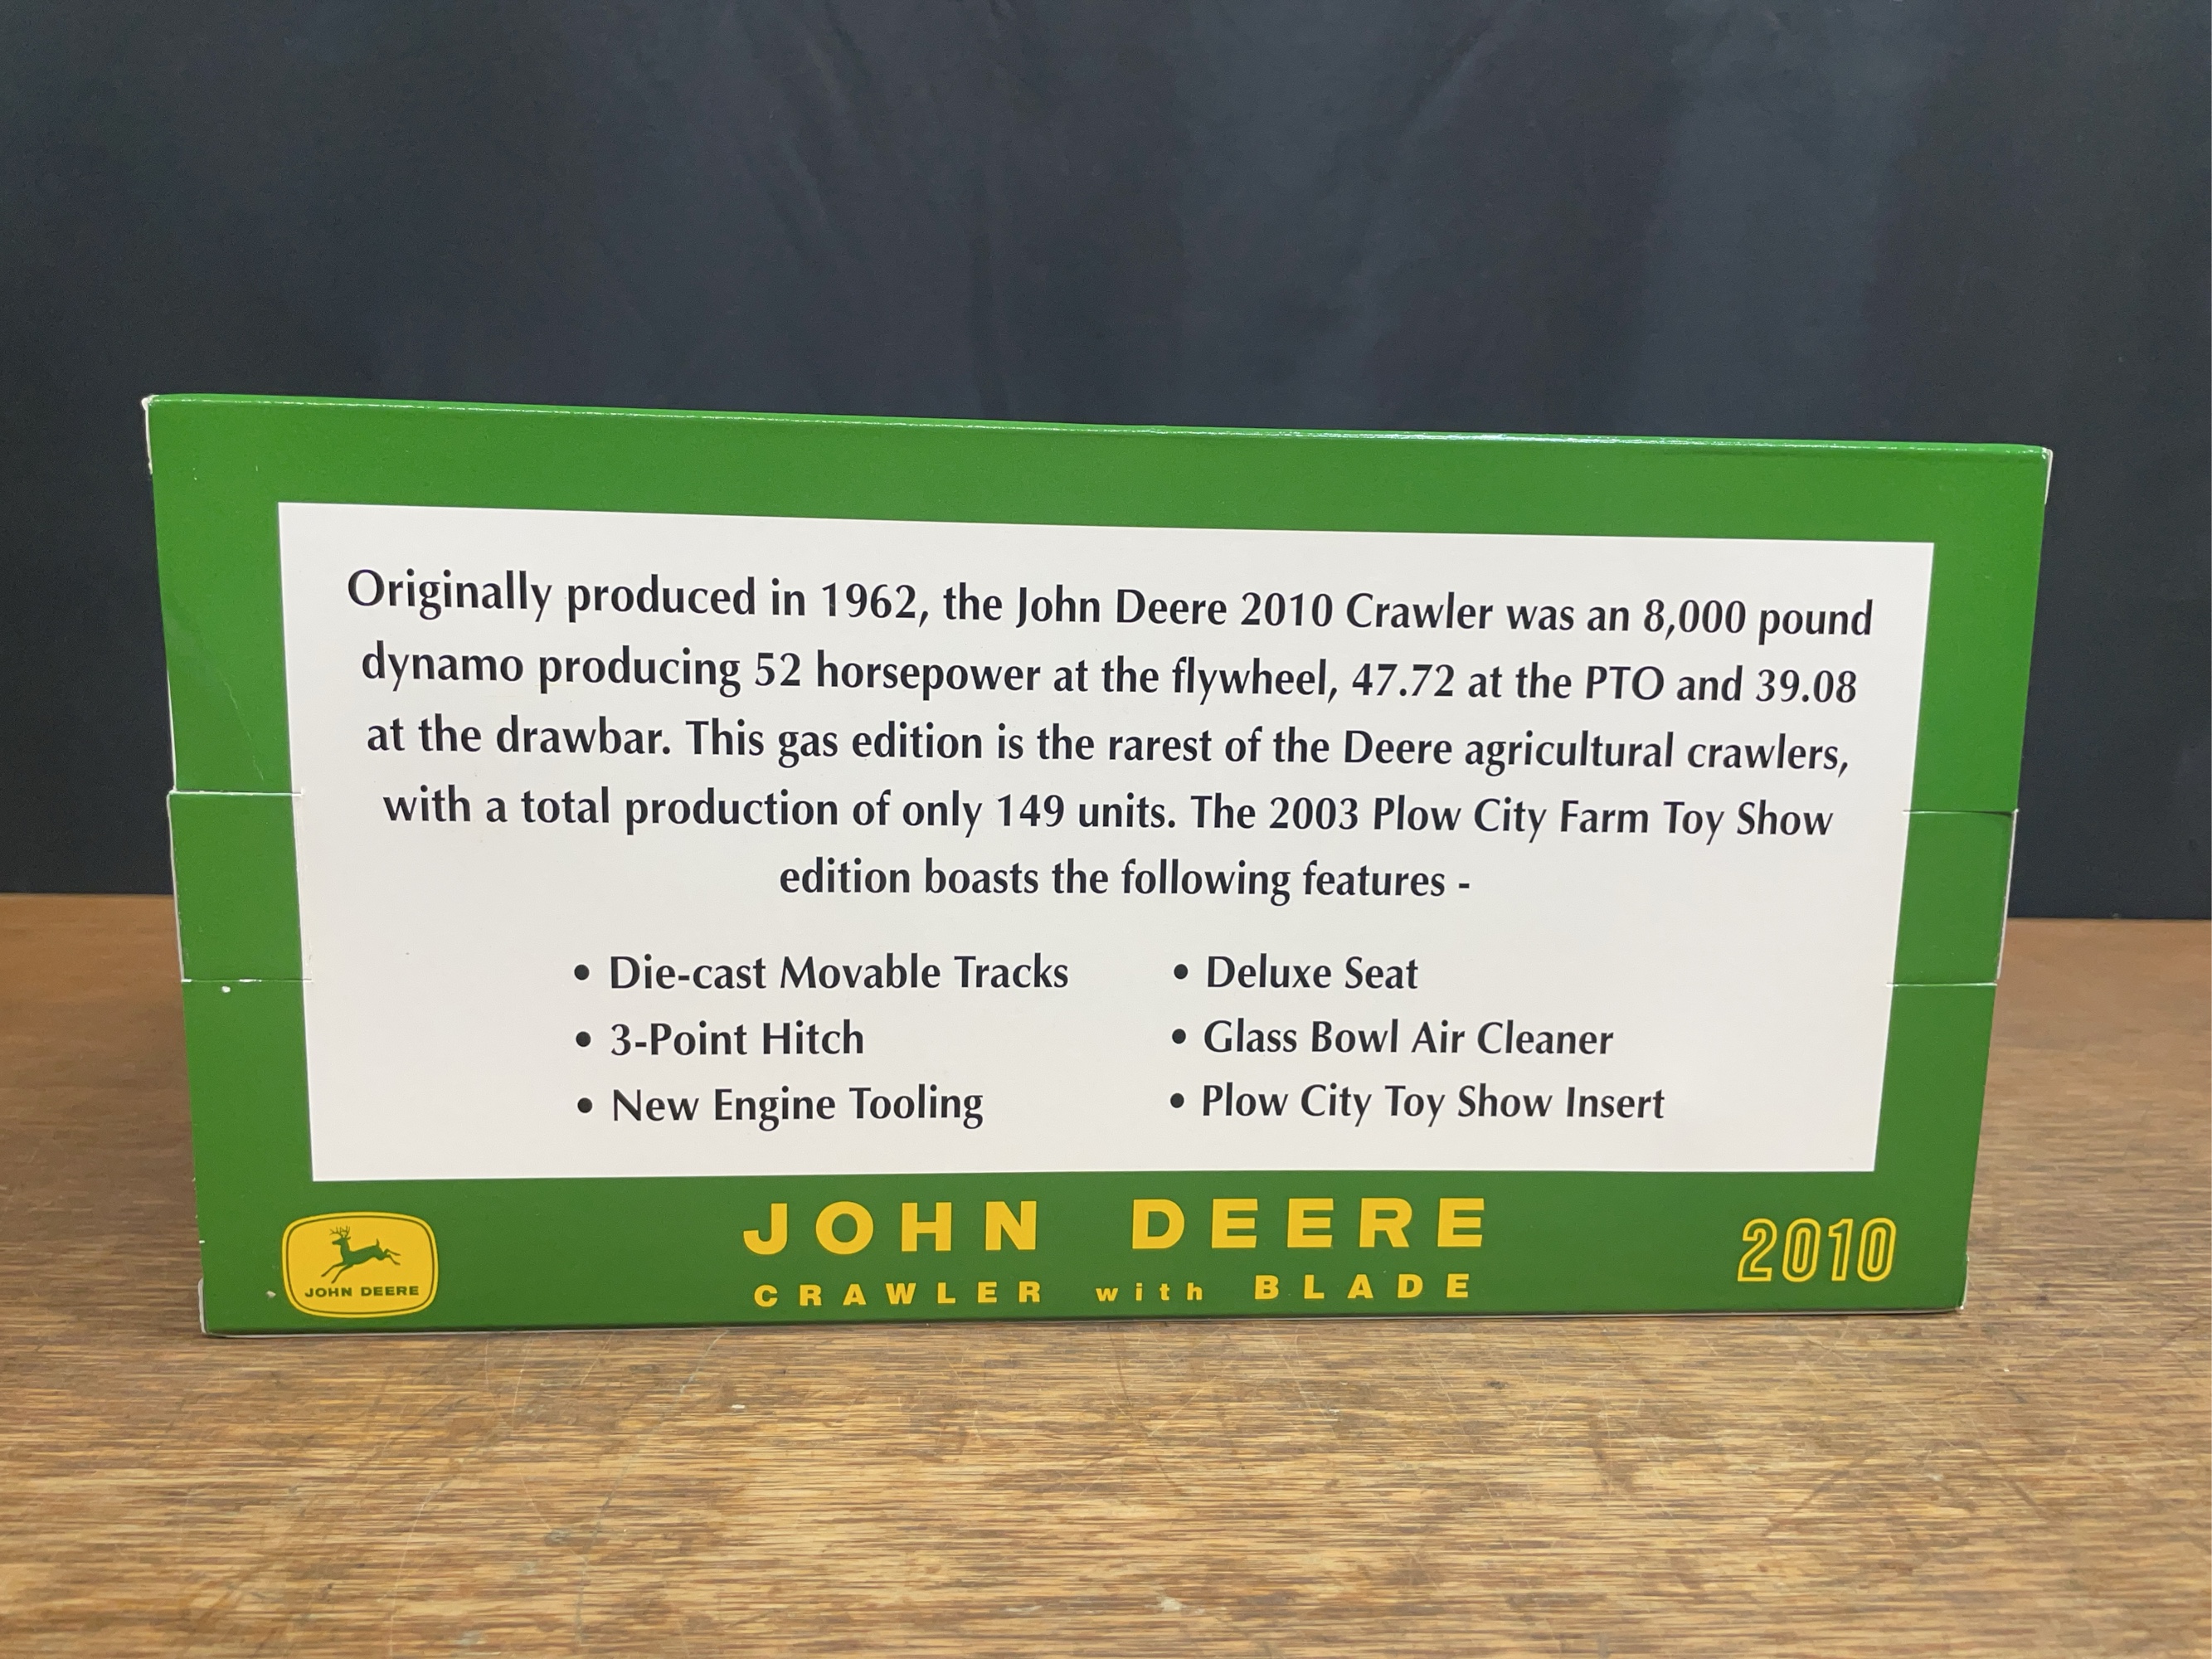 Originally produced in 1962, the John Deere 2010 Crawler was an 8,000 pound
dynamo producing 52 horsepower at the flywheel, 47.72 at the PTO and 39.08
at the drawbar. This gas edition is the rarest of the Deere agricultural crawlers,
with a total production of only 149 units. The 2003 Plow City Farm Toy Show
edition boasts the following features -
• Die-cast Movable Tracks
• 3-Point Hitch
• New Engine Tooling
• Deluxe Seat
• Glass Bowl Air Cleaner
• Plow City Toy Show Insert
JOHN DEERE
JOHN DEERE
CRAWLER with BLADE
2010